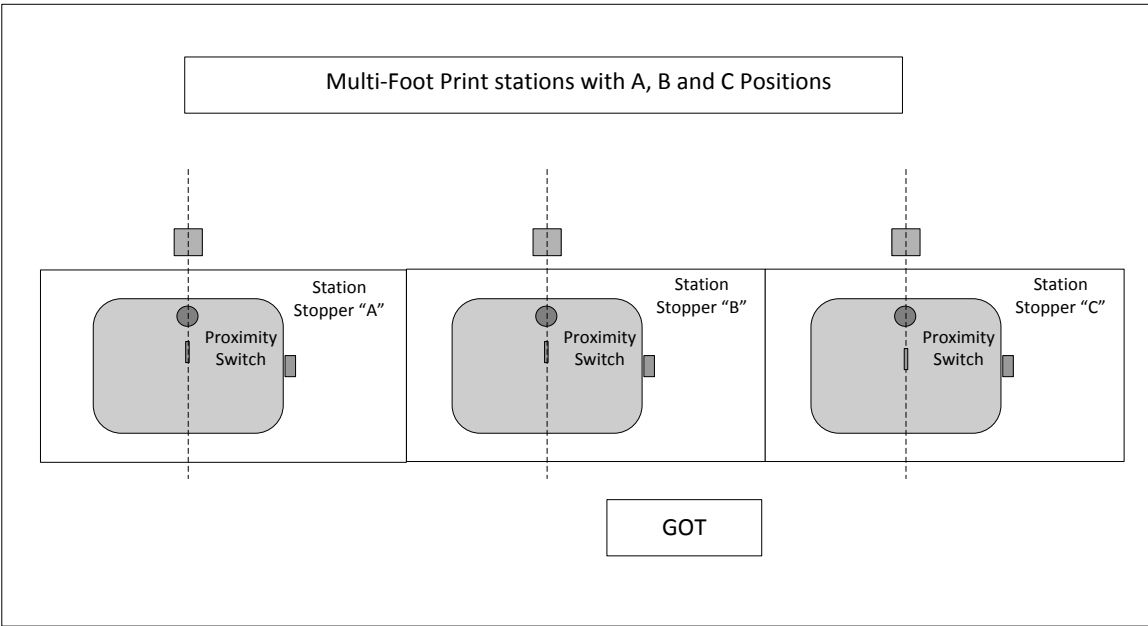 Multi-Foot Print stations with A, B and C Positions
Station
Stopper “A”
Proximity
Switch
Station
Stopper “B”
Proximity
Switch
Station
Stopper “C”
Proximity
Switch
GOT